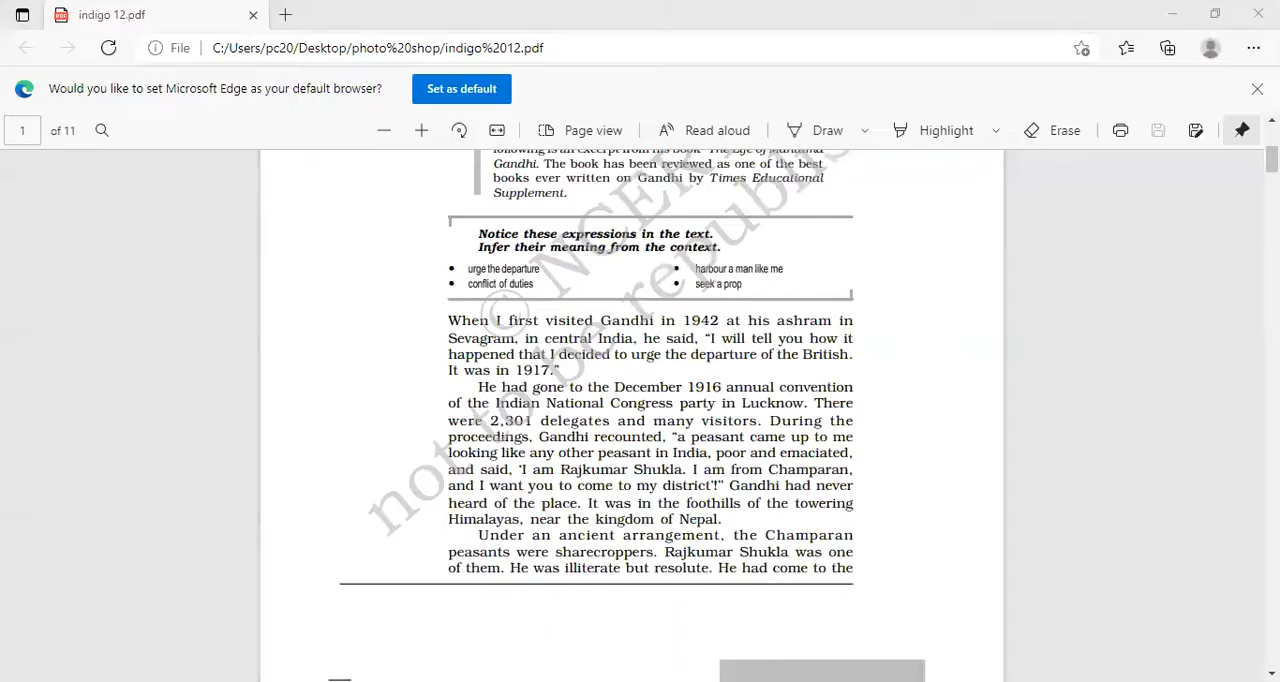 indigo 12.pdf
File
C:/Users/pc20/Desktop/photo%20shop/indigo%2012.pdf
Would you like to set Microsoft Edge as your default browser?
Set as default
1 of 11
Page view
Read aloud
Draw
Highlight
Erase
following is an excerpt from his book The Life of Mahatma
Gandhi. The book has been reviewed as one of the best
books ever written on Gandhi by Times Educational
Supplement.
Notice these expressions in the text.
Infer their meaning from the context.
• urge the departure
• harbour a man like me
• conflict of duties
• seek a prop
When I first visited Gandhi in 1942 at his ashram in
Sevagram, in central India, he said, “I will tell you how it
happened that I decided to urge the departure of the British.
It was in 1917.”
He had gone to the December 1916 annual convention
of the Indian National Congress party in Lucknow. There
were 2,301 delegates and many visitors. During the
proceedings, Gandhi recounted, “a peasant came up to me
looking like any other peasant in India, poor and emaciated,
and said, ‘I am Rajkumar Shukla. I am from Champaran,
and I want you to come to my district’!” Gandhi had never
heard of the place. It was in the foothills of the towering
Himalayas, near the kingdom of Nepal.
Under an ancient arrangement, the Champaran
peasants were sharecroppers. Rajkumar Shukla was one
of them. He was illiterate but resolute. He had come to the
© NCER
not to be republis